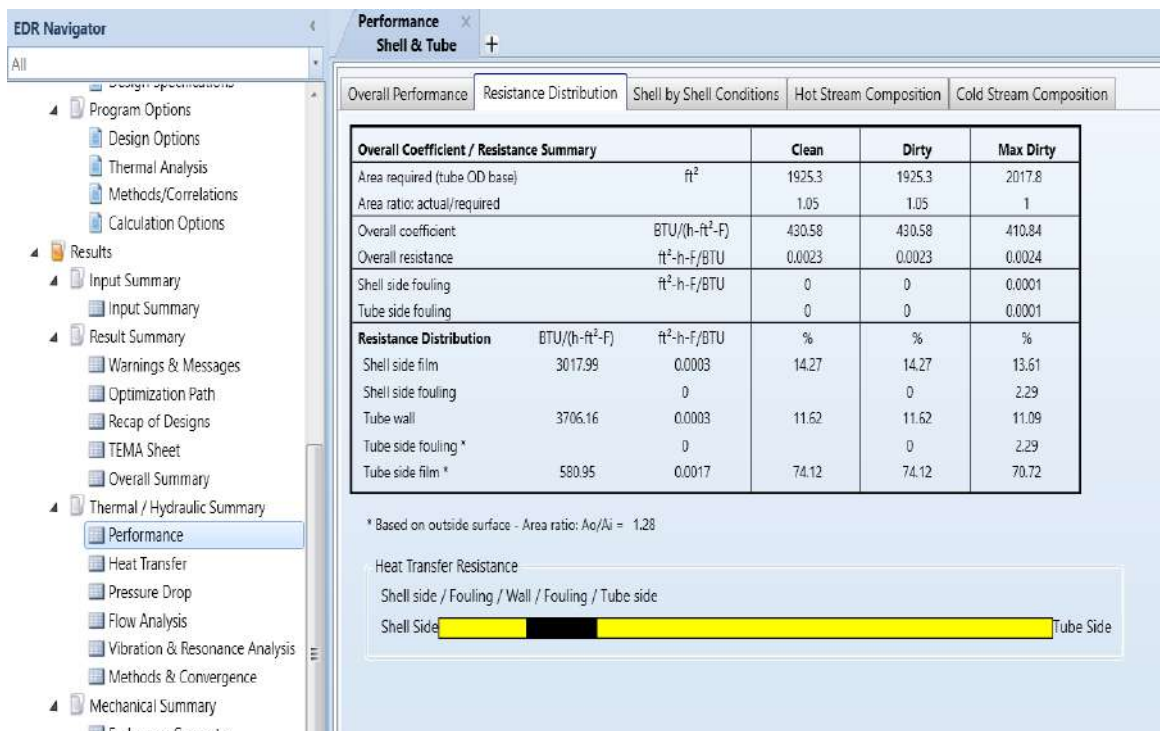 EDR Navigator
All
Program Options
Design Options
Thermal Analysis
Methods/Correlations
Calculation Options
Results
Input Summary
Input Summary
Result Summary
Warnings & Messages
Optimization Path
Recap of Designs
TEMA Sheet
Overall Summary
Thermal / Hydraulic Summary
Performance
Heat Transfer
Pressure Drop
Flow Analysis
Vibration & Resonance Analysis
Methods & Convergence
Mechanical Summary
Performance
Shell & Tube +
Overall Performance Resistance Distribution Shell by Shell Conditions Hot Stream Composition Cold Stream Composition
Overall Coefficient / Resistance Summary Clean Dirty Max Dirty
Area required (tube OD base) ft² 1925.3 1925.3 2017.8
Area ratio: actual/required 1.05 1.05 1
Overall coefficient BTU/(h-ft²-F) 430.58 430.58 410.84
Overall resistance ft²-h-F/BTU 0.0023 0.0023 0.0024
Shell side fouling ft²-h-F/BTU 0 0 0.0001
Tube side fouling 0 0 0.0001
Resistance Distribution BTU/(h-ft²-F) ft²-h-F/BTU % % %
Shell side film 3017.99 0.0003 14.27 14.27 13.61
Shell side fouling 0 0 2.29
Tube wall 3706.16 0.0003 11.62 11.62 11.09
Tube side fouling * 0 0 2.29
Tube side film * 580.95 0.0017 74.12 74.12 70.72
* Based on outside surface - Area ratio: Ao/Ai = 1.28
Heat Transfer Resistance
Shell side / Fouling / Wall / Fouling / Tube side
Shell Side Tube Side